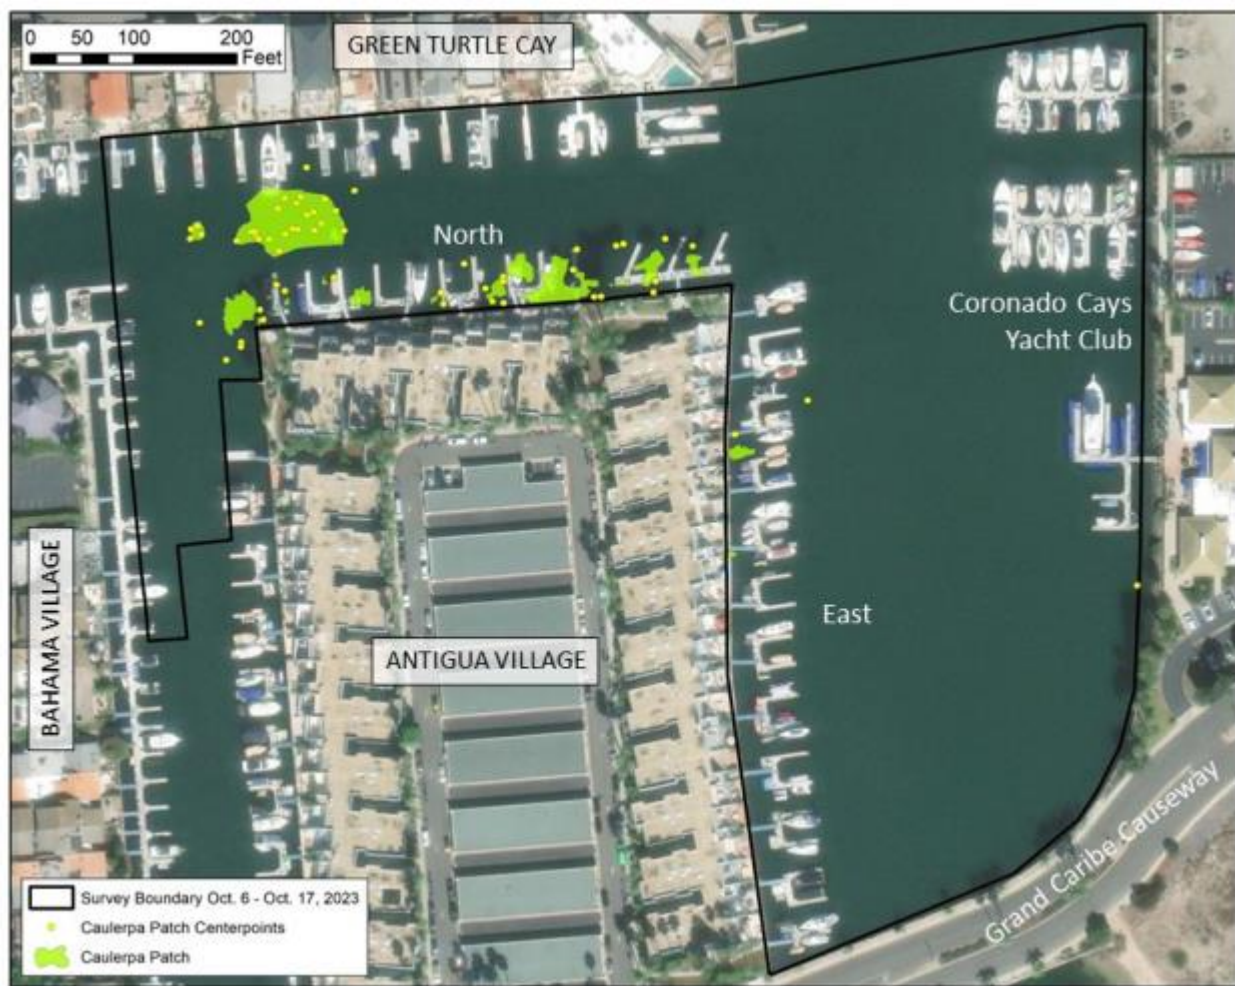 0 50 100 200
Feet
GREEN TURTLE CAY
North
Coronado Cays
Yacht Club
East
BAHAMA VILLAGE
ANTIGUA VILLAGE
Grand Caribe Causeway
Survey Boundary Oct. 6 - Oct. 17, 2023
Caulerpa Patch Centerpoints
Caulerpa Patch